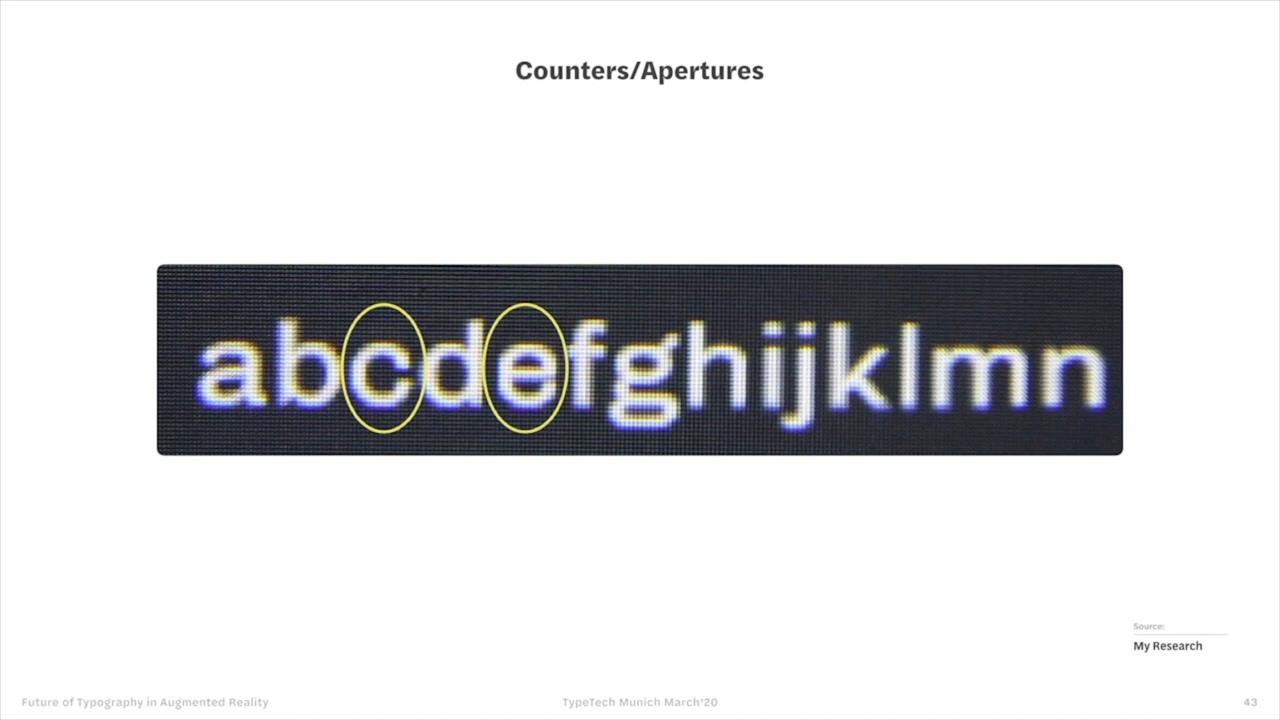 Counters/Apertures
abcdefghijklmn
Source:
My Research
Future of Typography in Augmented Reality
TypeTech Munich March'20
43